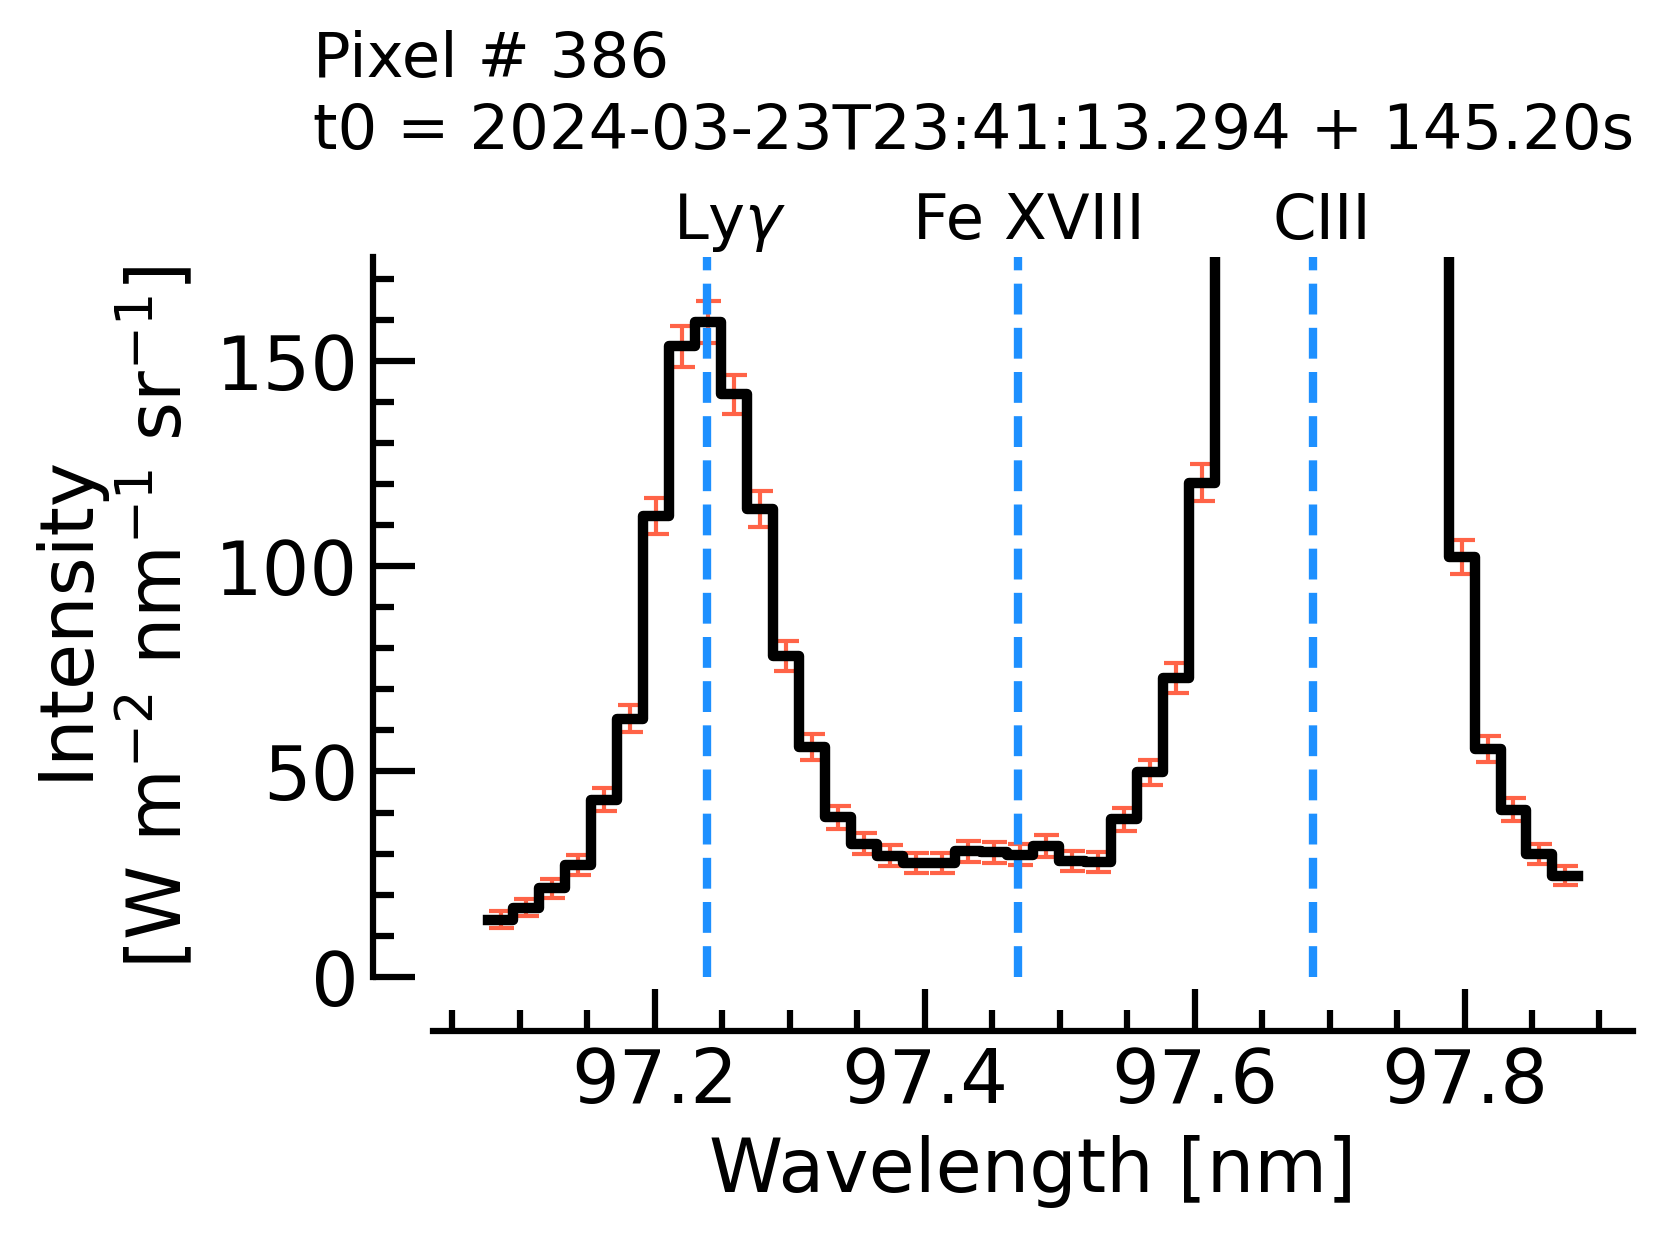 Pixel # 386
t0 = 2024-03-23T23:41:13.294 + 145.20s
Lyγ Fe XVIII CIII
Intensity
[W m⁻² nm⁻¹ sr⁻¹]
150
100
50
0
97.2 97.4 97.6 97.8
Wavelength [nm]